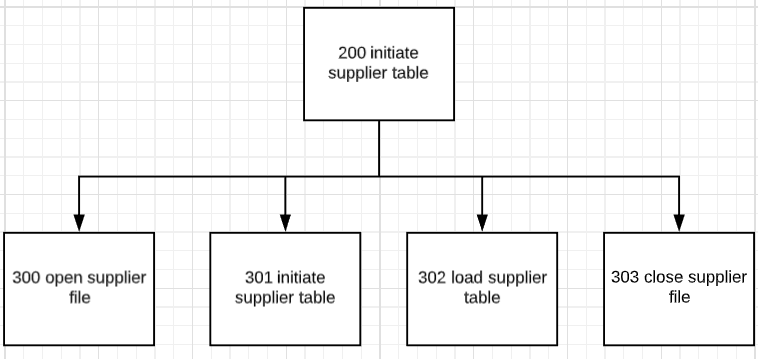 200 initiate
supplier table
300 open supplier
file
301 initiate
supplier table
302 load supplier
table
303 close supplier
file